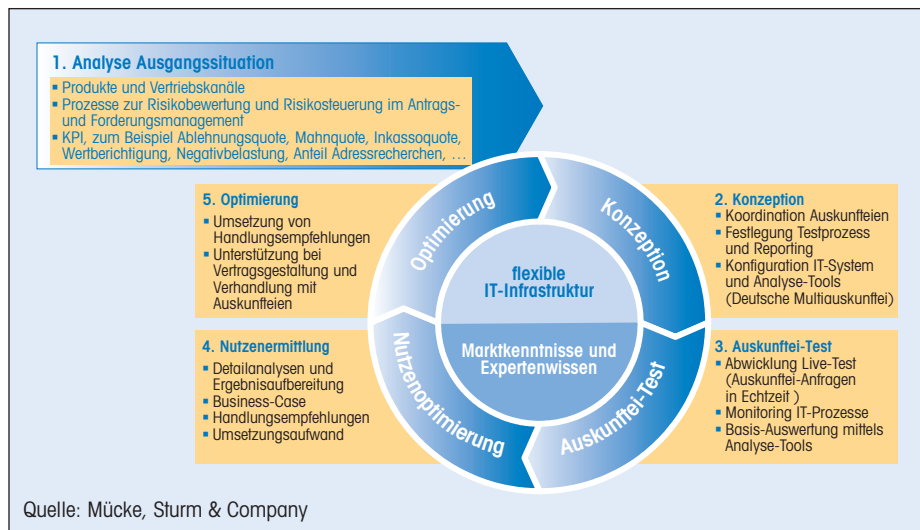 1. Analyse Ausgangssituation
▪ Produkte und Vertriebskanäle
▪ Prozesse zur Risikobewertung und Risikosteuerung im Antrags-
und Forderungsmanagement
▪ KPI, zum Beispiel Ablehnungsquote, Mahnquote, Inkassoquote,
Wertberichtigung, Negativbelastung, Anteil Adressrecherchen, …
5. Optimierung
▪ Umsetzung von
Handlungsempfehlungen
▪ Unterstützung bei
Vertragsgestaltung und
Verhandlung mit
Auskunfteien
Optimierung
Konzeption
flexible
IT-Infrastruktur
2. Konzeption
▪ Koordination Auskunfteien
▪ Festlegung Testprozess
und Reporting
▪ Konfiguration IT-System
und Analyse-Tools
(Deutsche Multiauskunftei)
4. Nutzenermittlung
▪ Detailanalysen und
Ergebnisaufbereitung
▪ Business-Case
▪ Handlungsempfehlungen
▪ Umsetzungsaufwand
Nutzenoptimierung
Marktkenntnisse und
Expertenwissen
Auskunftei-Test
3. Auskunftei-Test
▪ Abwicklung Live-Test
(Auskunftei-Anfragen
in Echtzeit )
▪ Monitoring IT-Prozesse
▪ Basis-Auswertung mittels
Analyse-Tools
Quelle: Mücke, Sturm & Company